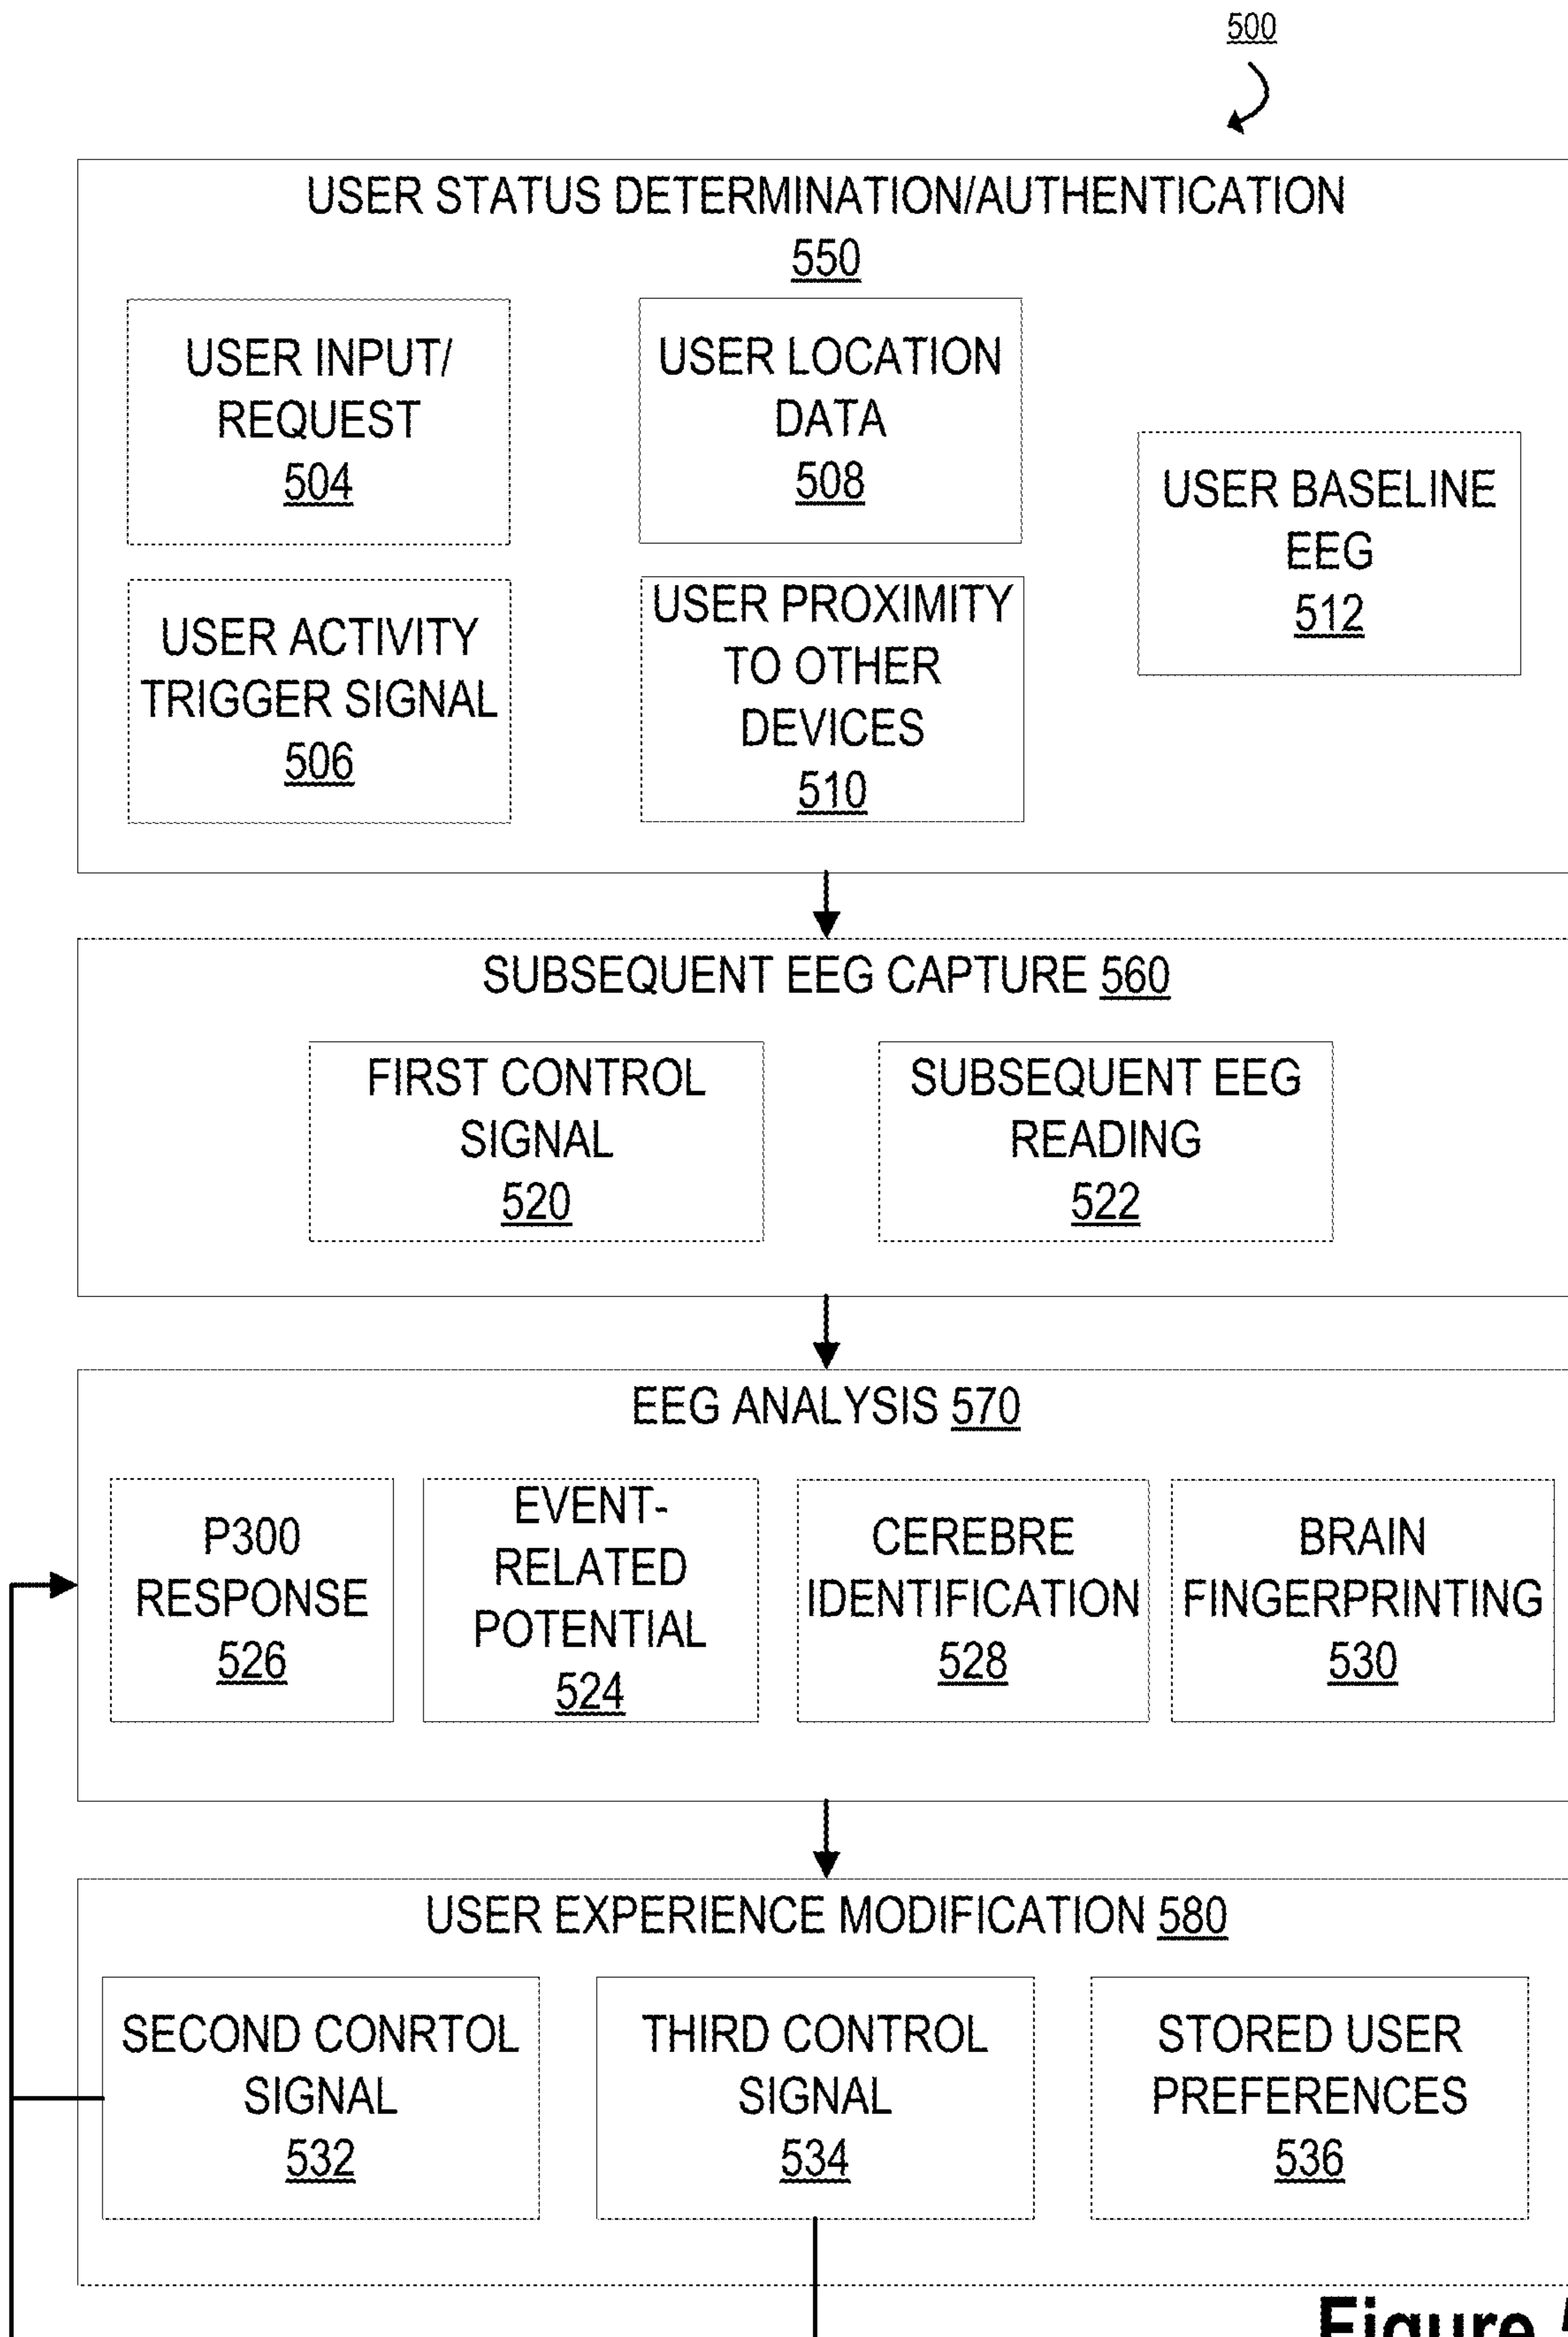 500
USER STATUS DETERMINATION/AUTHENTICATION
550
USER INPUT/
REQUEST
504
USER LOCATION
DATA
508
USER BASELINE
EEG
512
USER ACTIVITY
TRIGGER SIGNAL
506
USER PROXIMITY
TO OTHER
DEVICES
510
SUBSEQUENT EEG CAPTURE 560
FIRST CONTROL
SIGNAL
520
SUBSEQUENT EEG
READING
522
EEG ANALYSIS 570
P300
RESPONSE
526
EVENT-
RELATED
POTENTIAL
524
CEREBRE
IDENTIFICATION
528
BRAIN
FINGERPRINTING
530
USER EXPERIENCE MODIFICATION 580
SECOND CONRTOL
SIGNAL
532
THIRD CONTROL
SIGNAL
534
STORED USER
PREFERENCES
536
Figure